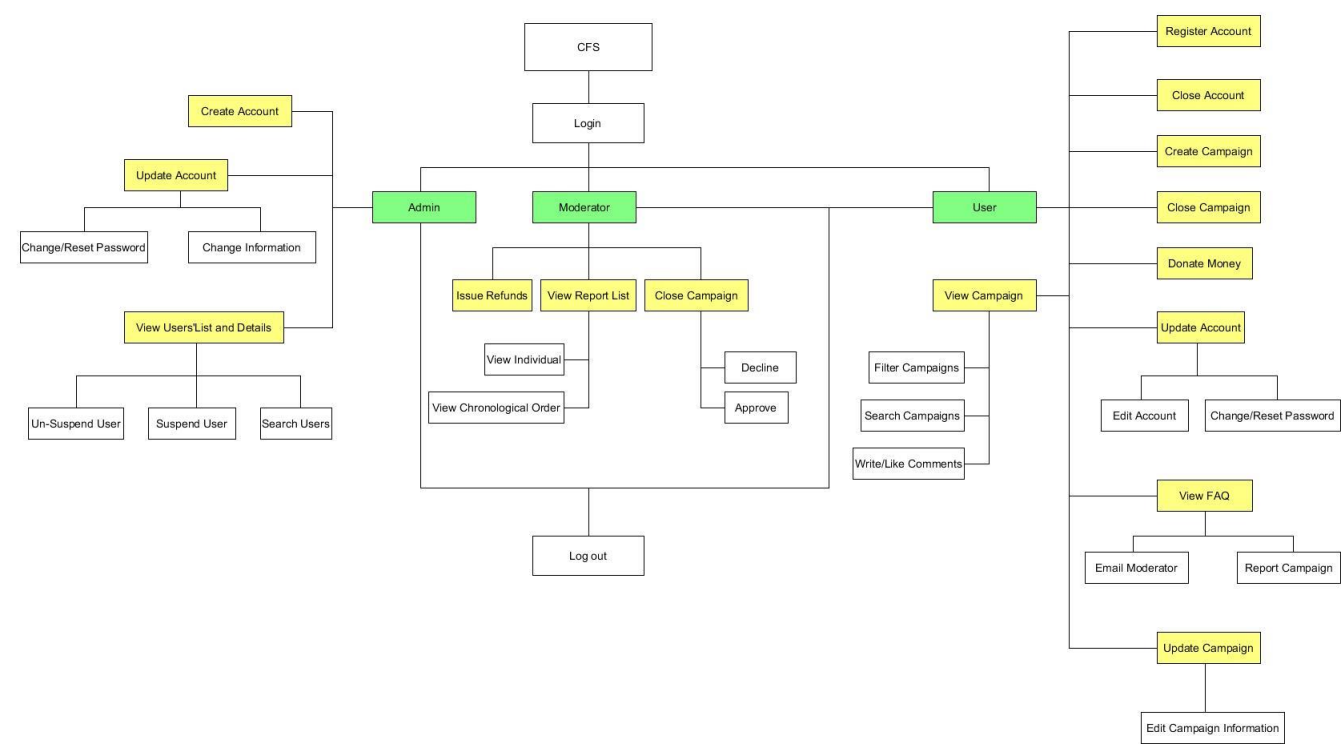 CFS
Login
Admin
Moderator
User
Create Account
Update Account
Change/Reset Password
Change Information
View Users'List and Details
Un-Suspend User
Suspend User
Search Users
Issue Refunds
View Report List
Close Campaign
View Individual
View Chronological Order
Decline
Approve
View Campaign
Filter Campaigns
Search Campaigns
Write/Like Comments
Register Account
Close Account
Create Campaign
Close Campaign
Donate Money
Update Account
Edit Account
Change/Reset Password
View FAQ
Email Moderator
Report Campaign
Update Campaign
Edit Campaign Information
Log out